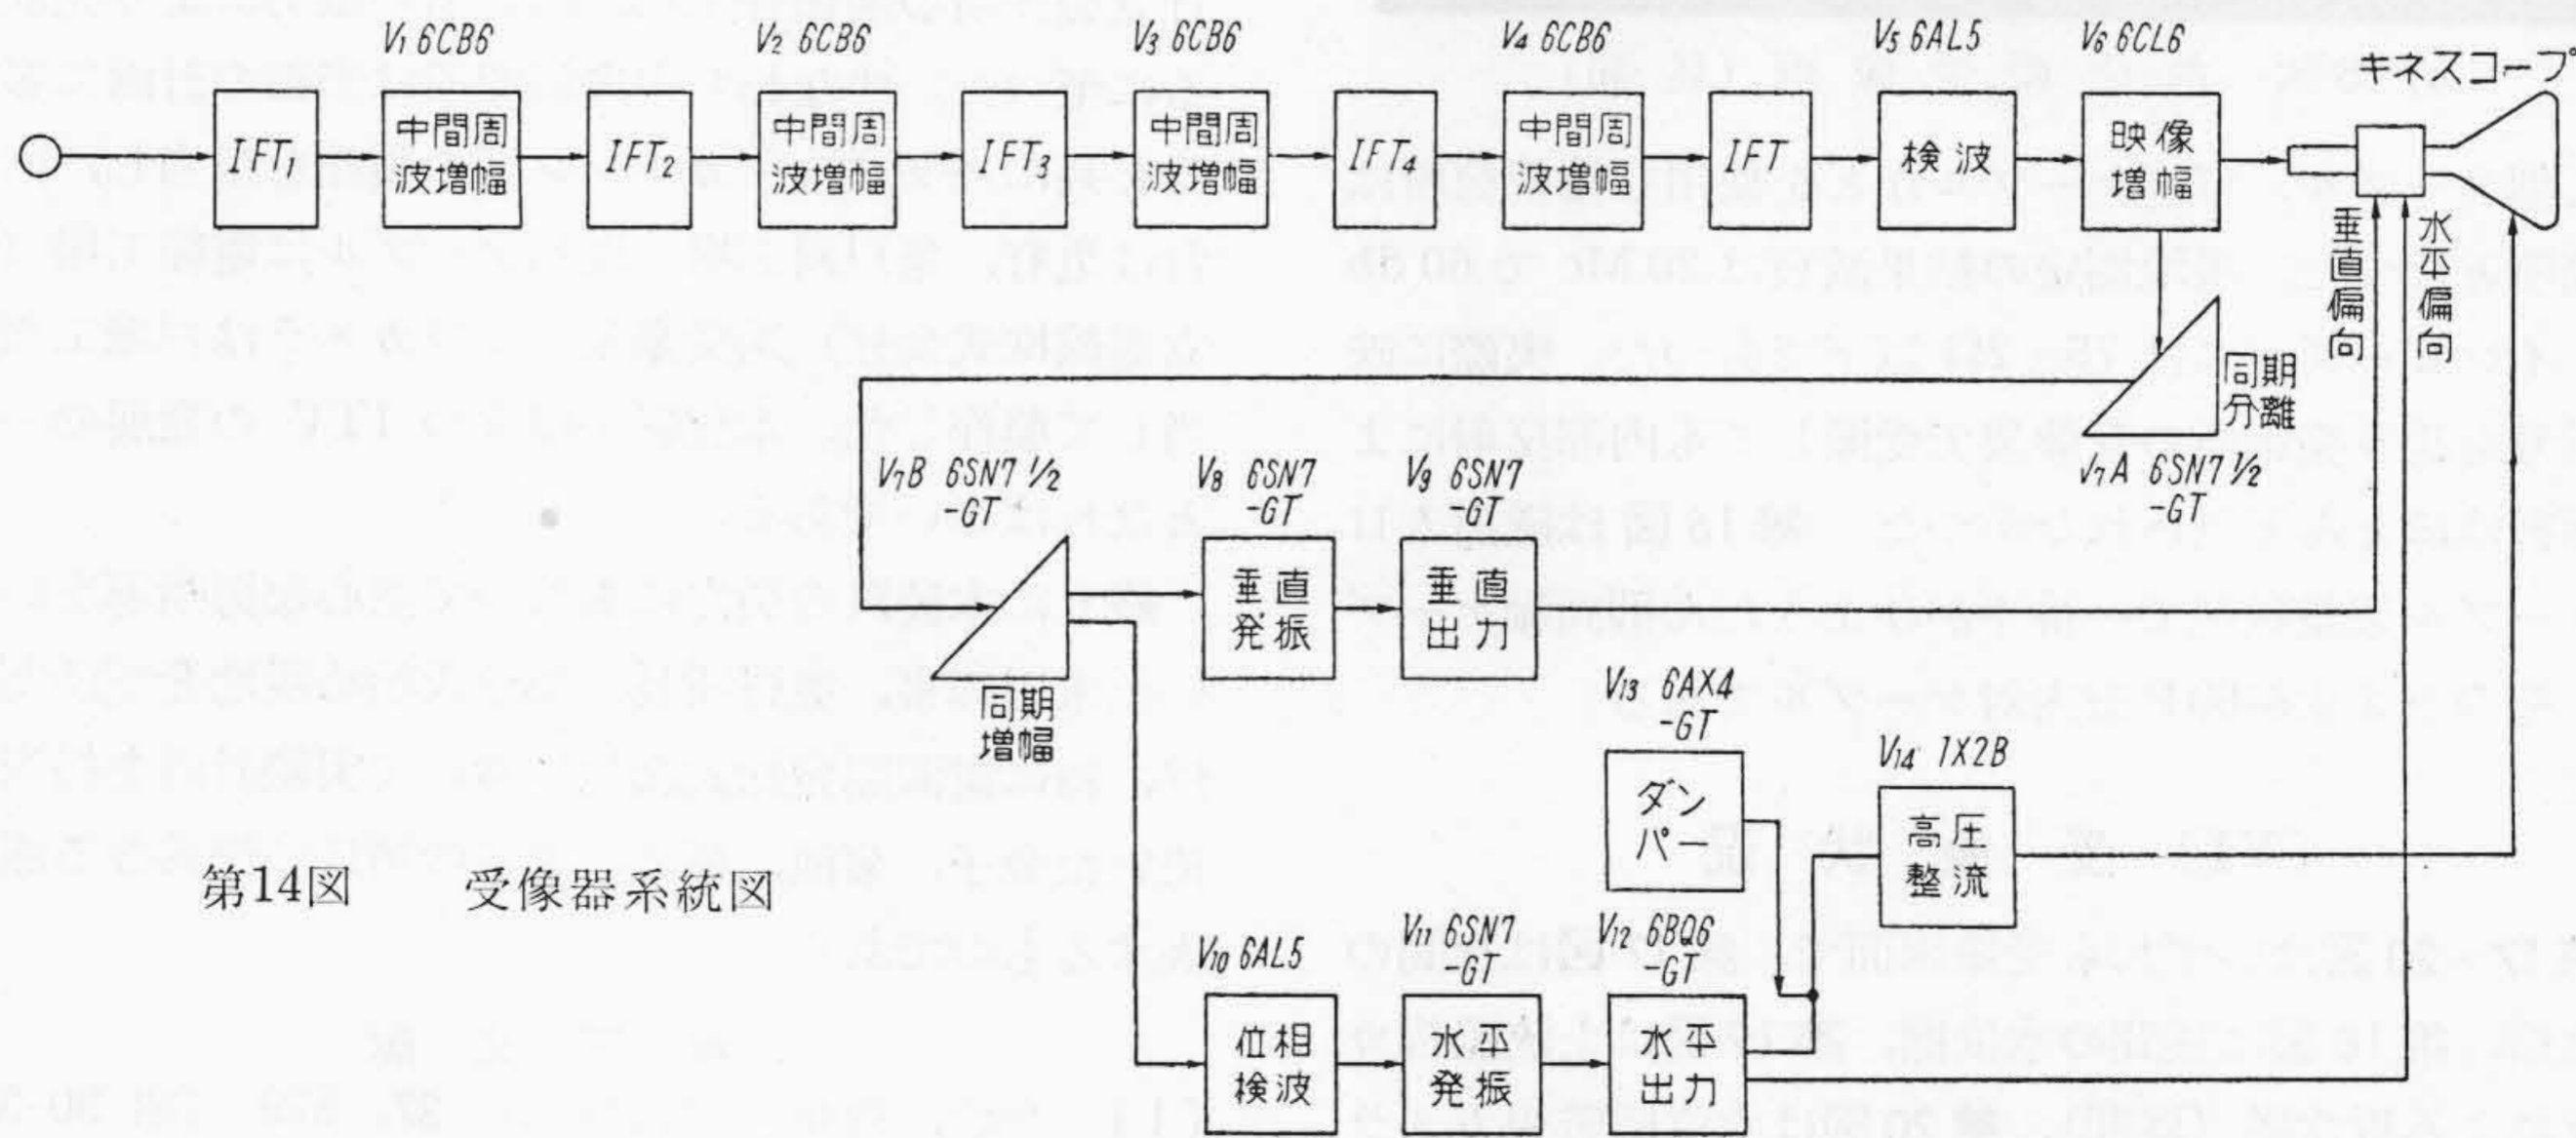 V1 6CB6
V2 6CB6
V3 6CB6
V4 6CB6
V5 6AL5
V6 6CL6
キネスコープ
IFT1
中間周
波増幅
IFT2
中間周
波増幅
IFT3
中間周
波増幅
IFT4
中間周
波増幅
IFT
検波
映像
増幅
垂直偏向
水平偏向
同期
分離
V7A 6SN7 1/2
-GT
V7B 6SN7 1/2
-GT
V8 6SN7
-GT
V9 6SN7
-GT
垂直
発振
垂直
出力
同期
増幅
V13 6AX4
-GT
ダン
パー
V14 1X2B
高圧
整流
第14図 受像器系統図
V10 6AL5
V11 6SN7
-GT
V12 6BQ6
-GT
位相
検波
水平
発振
水平
出力